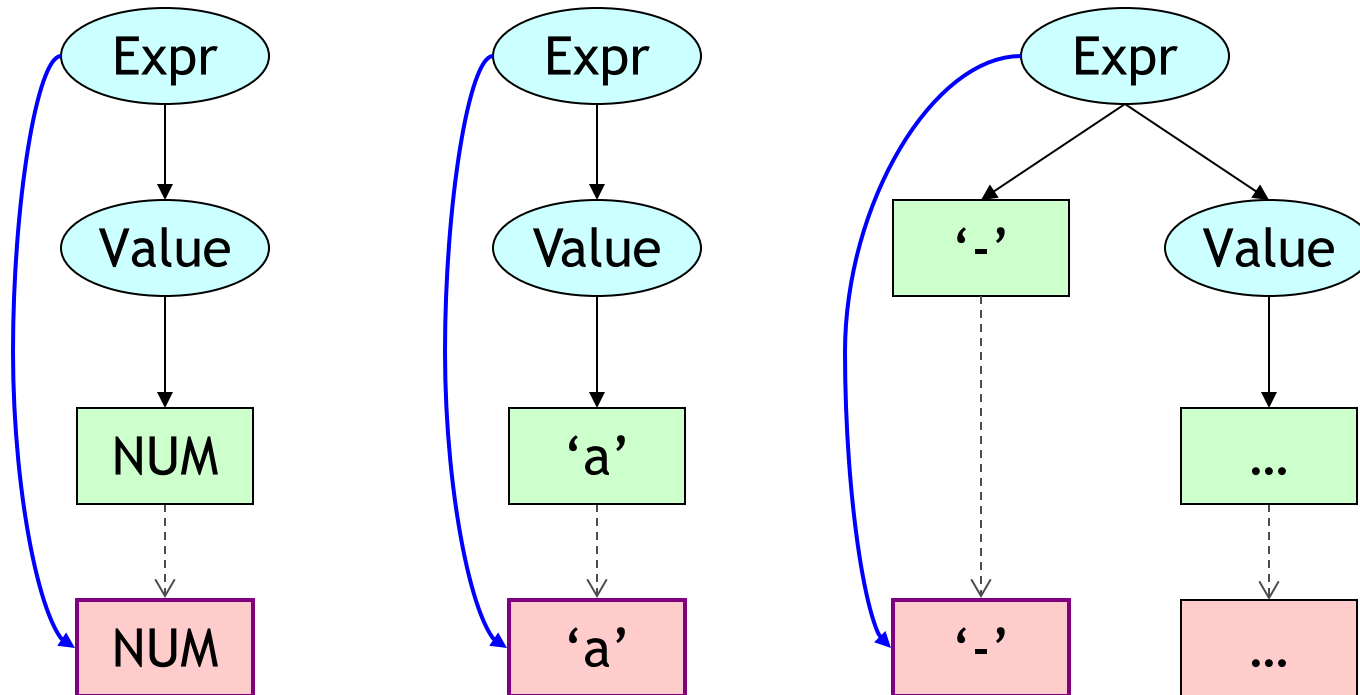 Expr
Expr
Expr
Value
Value
‘-’
Value
NUM
‘a’
…
NUM
‘a’
‘-’
…